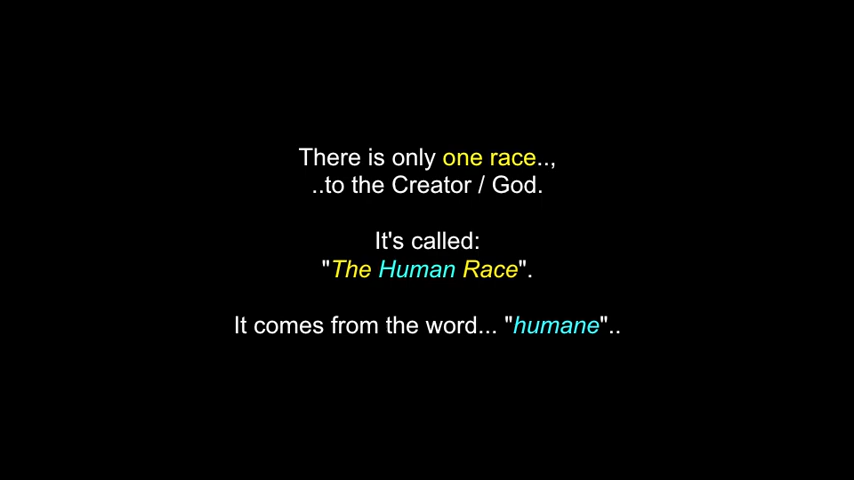 There is only one race..,
..to the Creator / God.
It's called:
"The Human Race".
It comes from the word... "humane"..